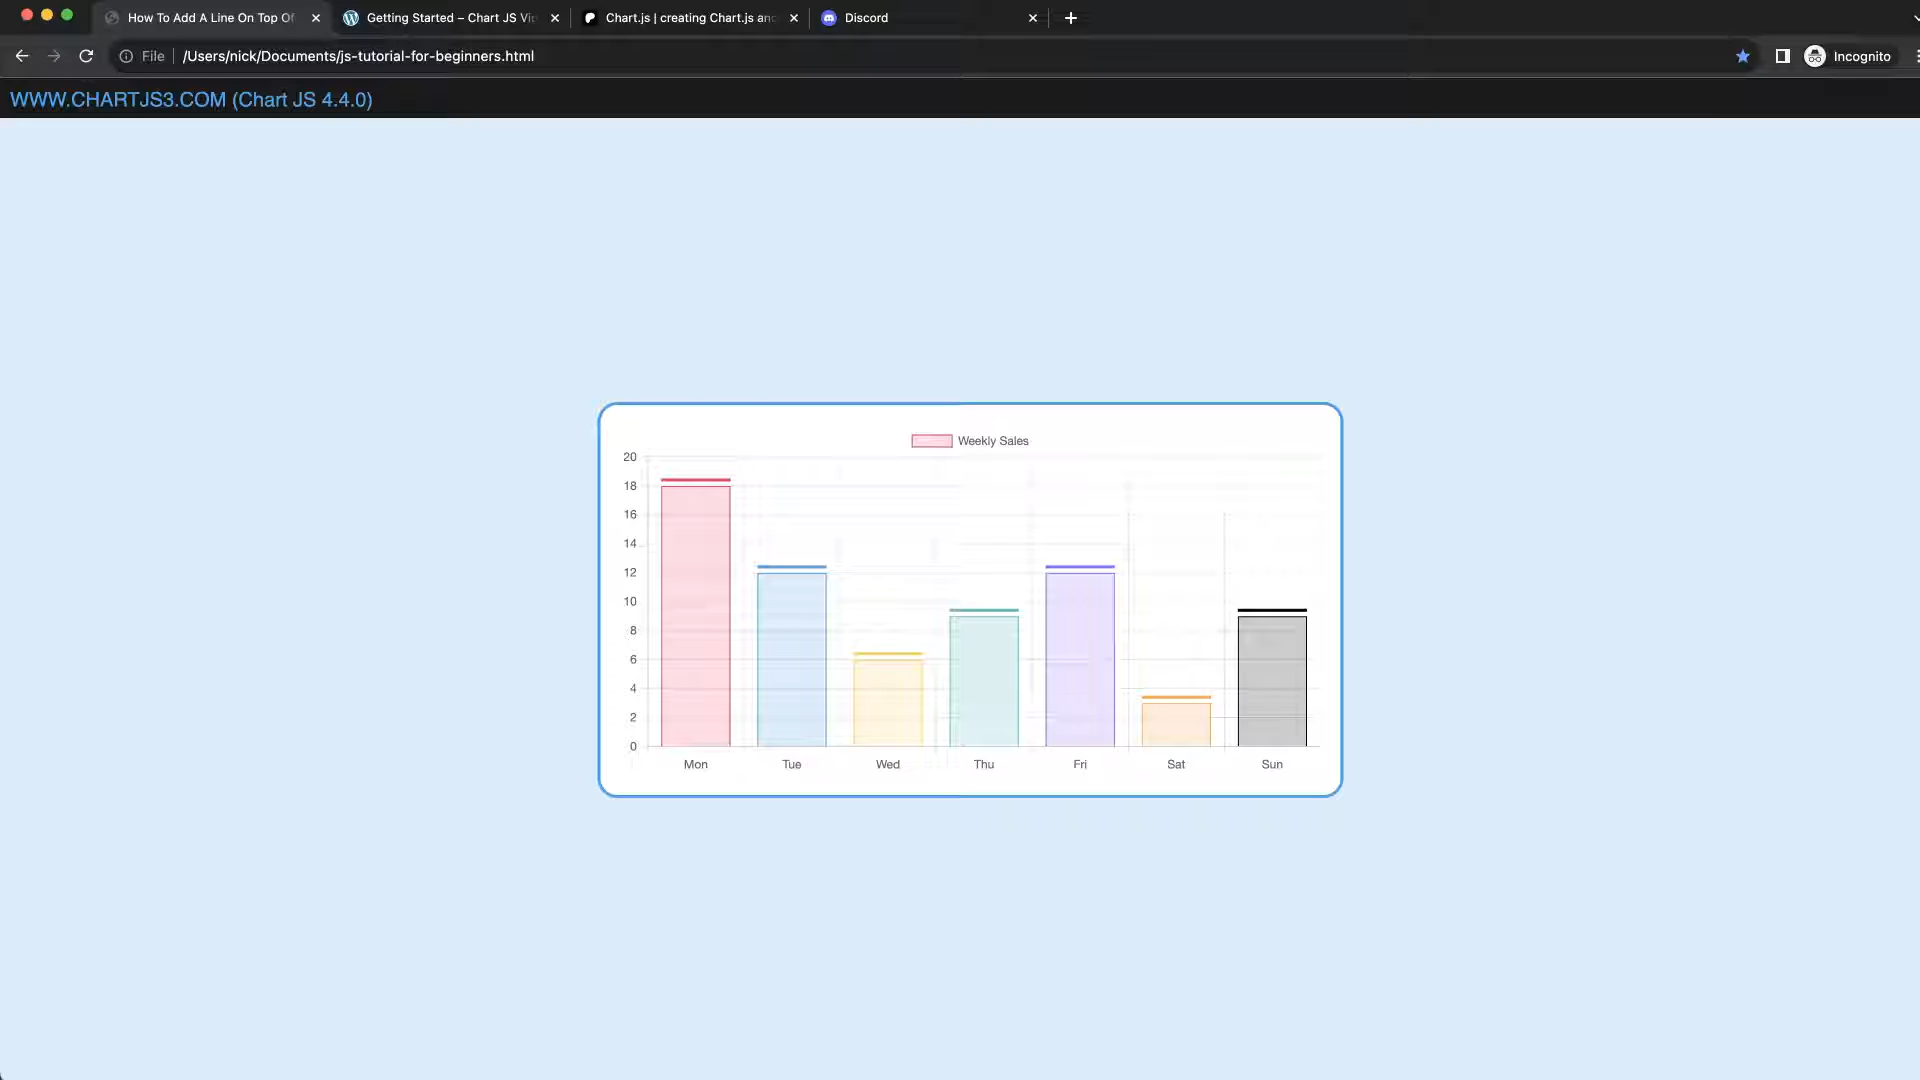 How To Add A Line On Top Of
Getting Started – Chart JS Vi
Chart.js | creating Chart.js an
Discord
File
/Users/nick/Documents/js-tutorial-for-beginners.html
Incognito
WWW.CHARTJS3.COM (Chart JS 4.4.0)
Weekly Sales
20
18
16
14
12
10
8
6
4
2
0
Mon Tue Wed Thu Fri Sat Sun